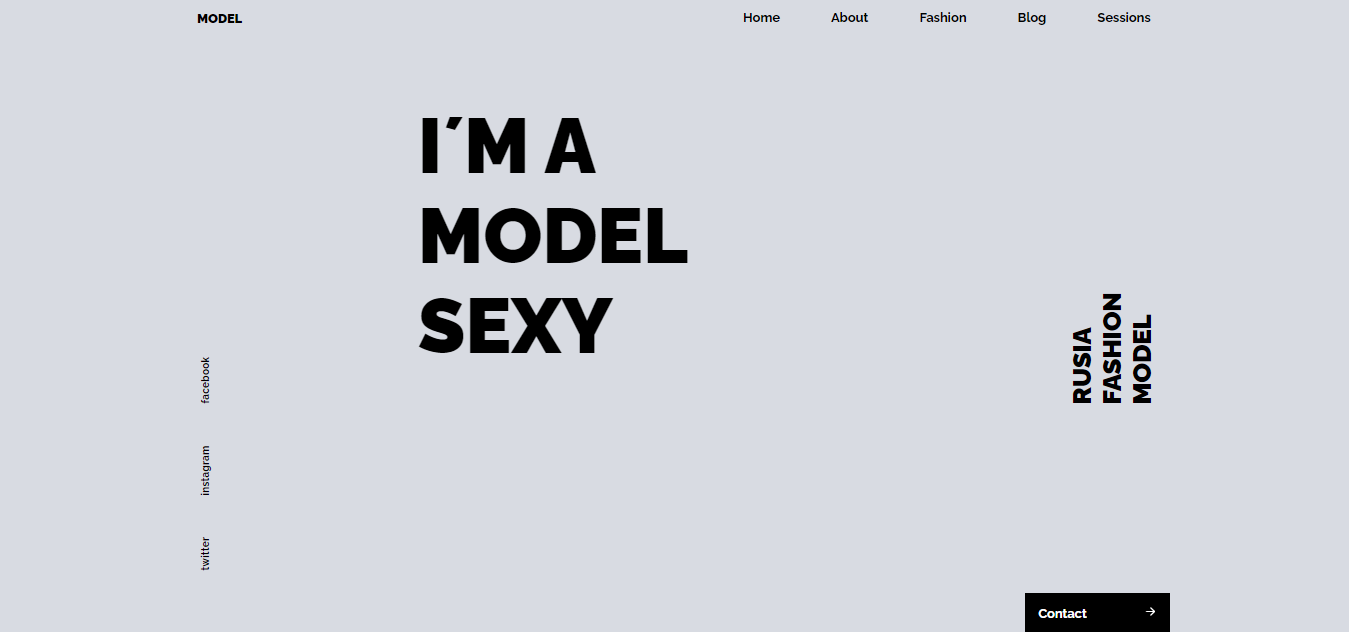 MODEL
Home About Fashion Blog Sessions
I´M A
MODEL
SEXY
RUSIA
FASHION
MODEL
facebook
instagram
twitter
Contact →